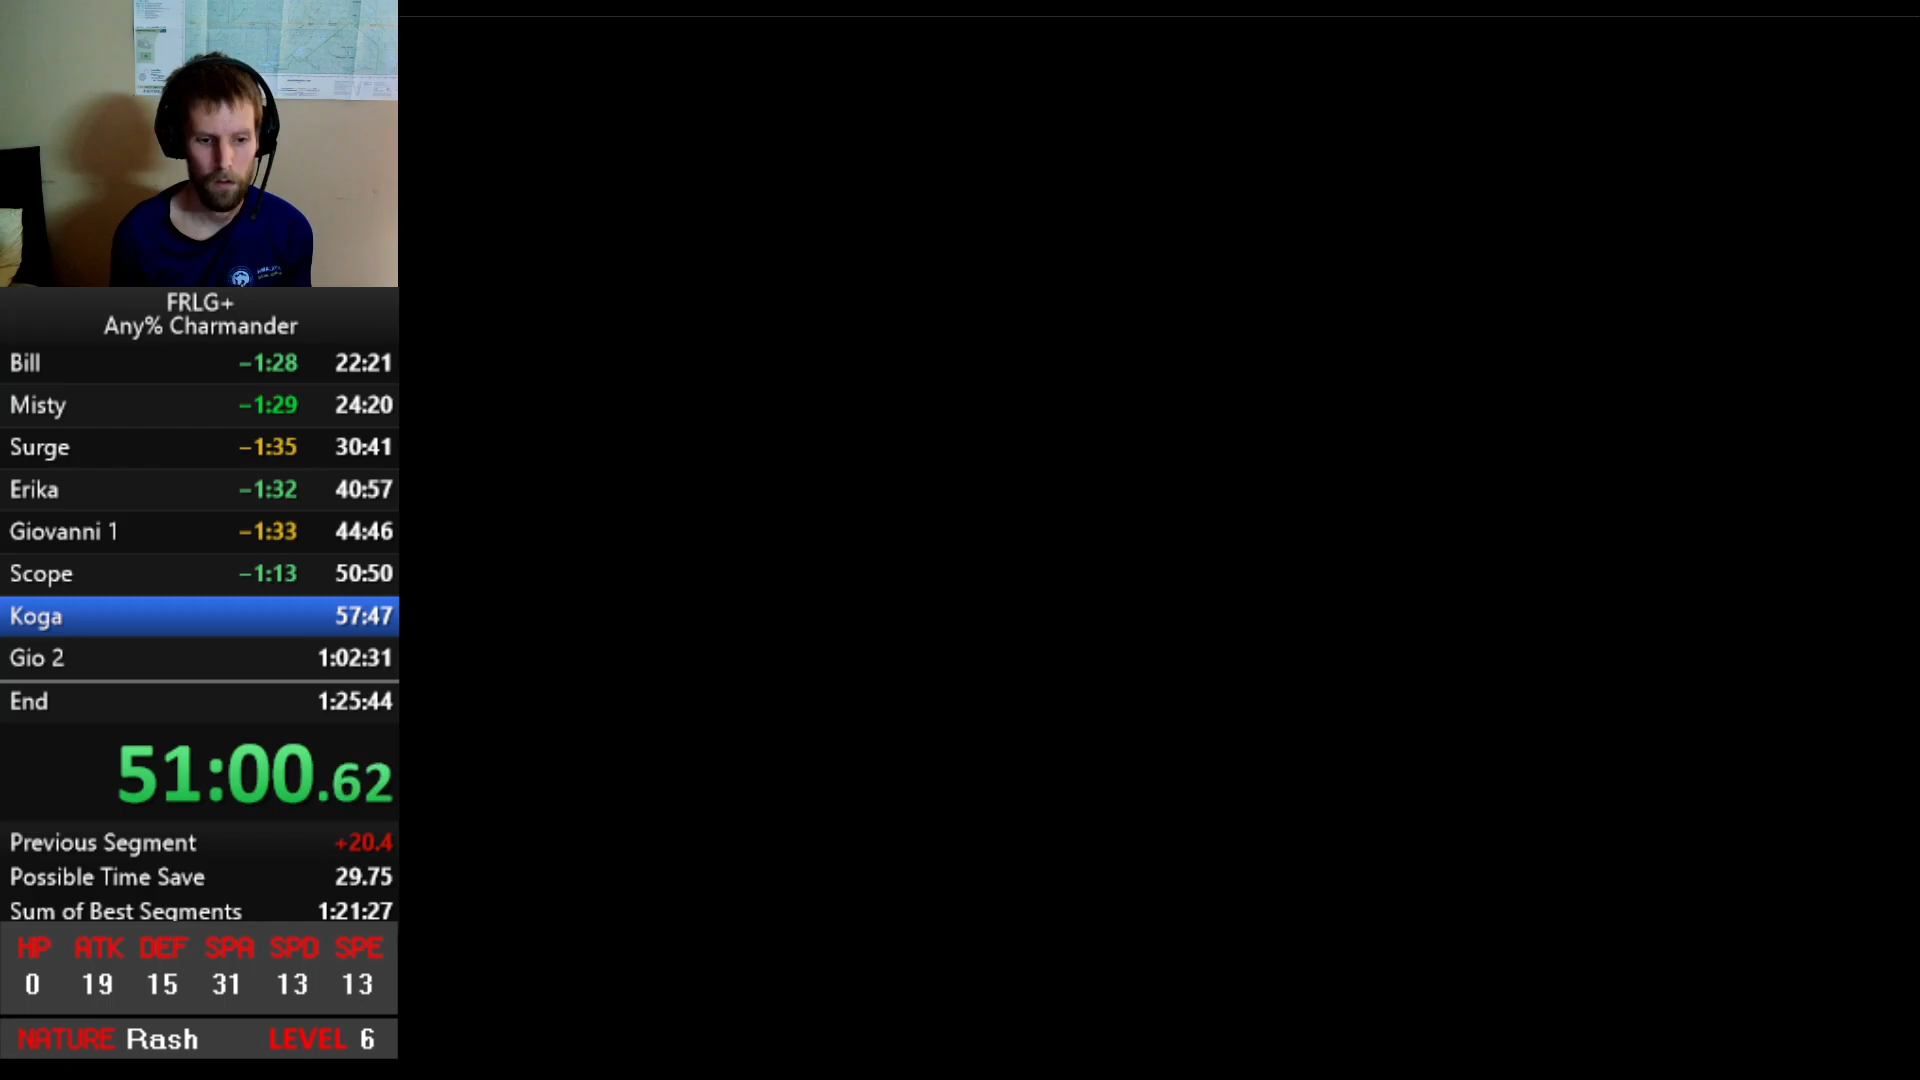 FRLG+
Any% Charmander
Bill −1:28 22:21
Misty −1:29 24:20
Surge −1:35 30:41
Erika −1:32 40:57
Giovanni 1 −1:33 44:46
Scope −1:13 50:50
Koga 57:47
Gio 2 1:02:31
End 1:25:44
51:00.62
Previous Segment +20.4
Possible Time Save 29.75
Sum of Best Segments 1:21:27
HP ATK DEF SPA SPD SPE
0 19 15 31 13 13
NATURE Rash LEVEL 6